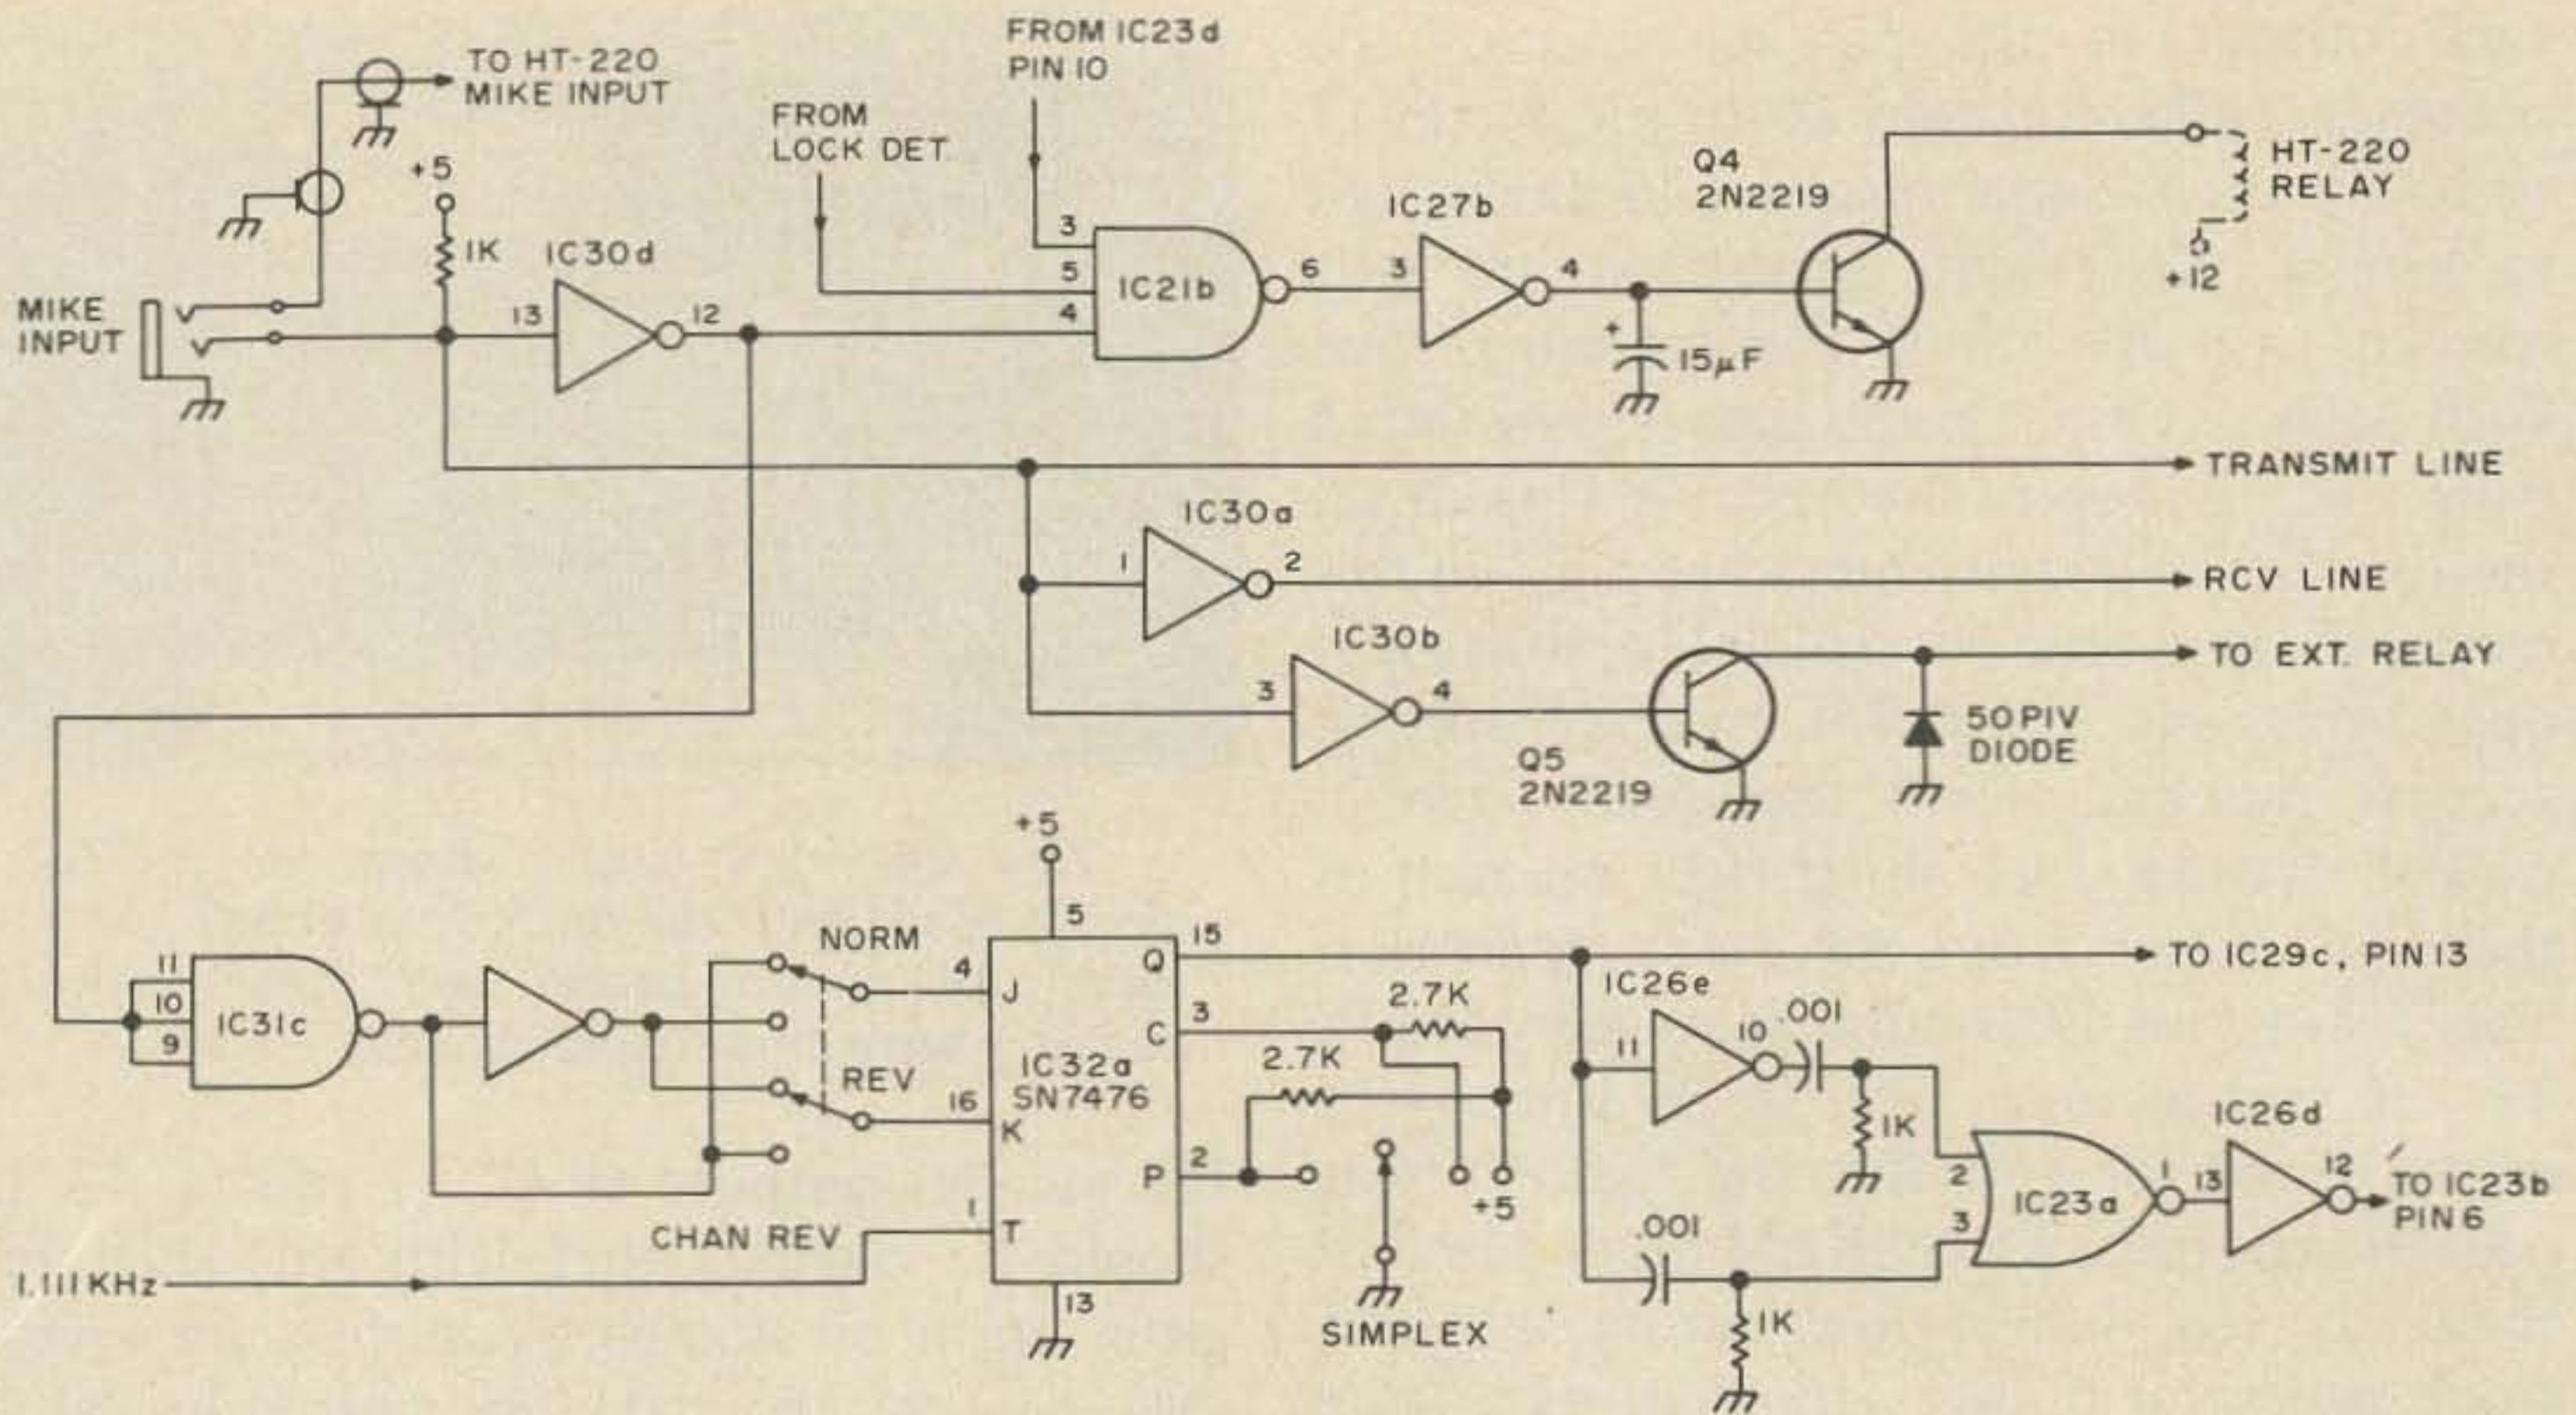 FROM IC23d
PIN 10
TO HT-220
MIKE INPUT
FROM
LOCK DET
+5
1K
IC30d
MIKE
INPUT
13
12
3
5
4
IC21b
6
IC27b
3
4
+
15µF
Q4
2N2219
HT-220
RELAY
+12
TRANSMIT LINE
IC30a
1
2
RCV LINE
IC30b
3
4
TO EXT. RELAY
Q5
2N2219
50 PIV
DIODE
+5
5
11
10
9
IC31c
NORM
REV
CHAN REV
1.111KHz
4
J
16
K
1
T
IC32a
SN7476
13
15
Q
3
C
2
P
2.7K
2.7K
+5
SIMPLEX
TO IC29c, PIN 13
IC26e
11
10
.001
1K
.001
1K
2
3
IC23a
1
IC26d
13
12
TO IC23b
PIN 6